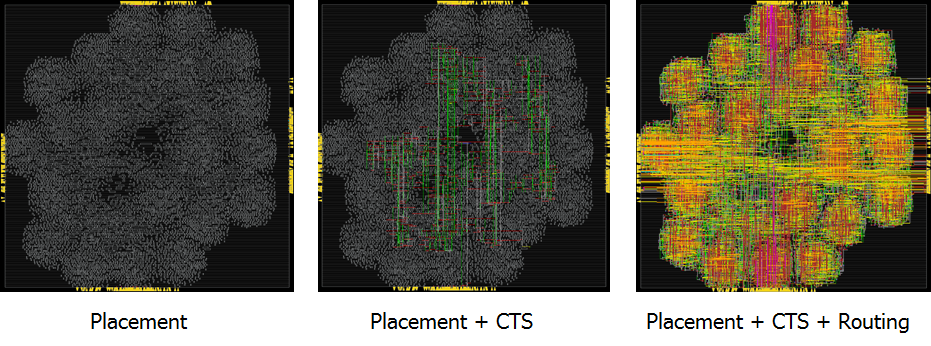 Placement
Placement + CTS
Placement + CTS + Routing